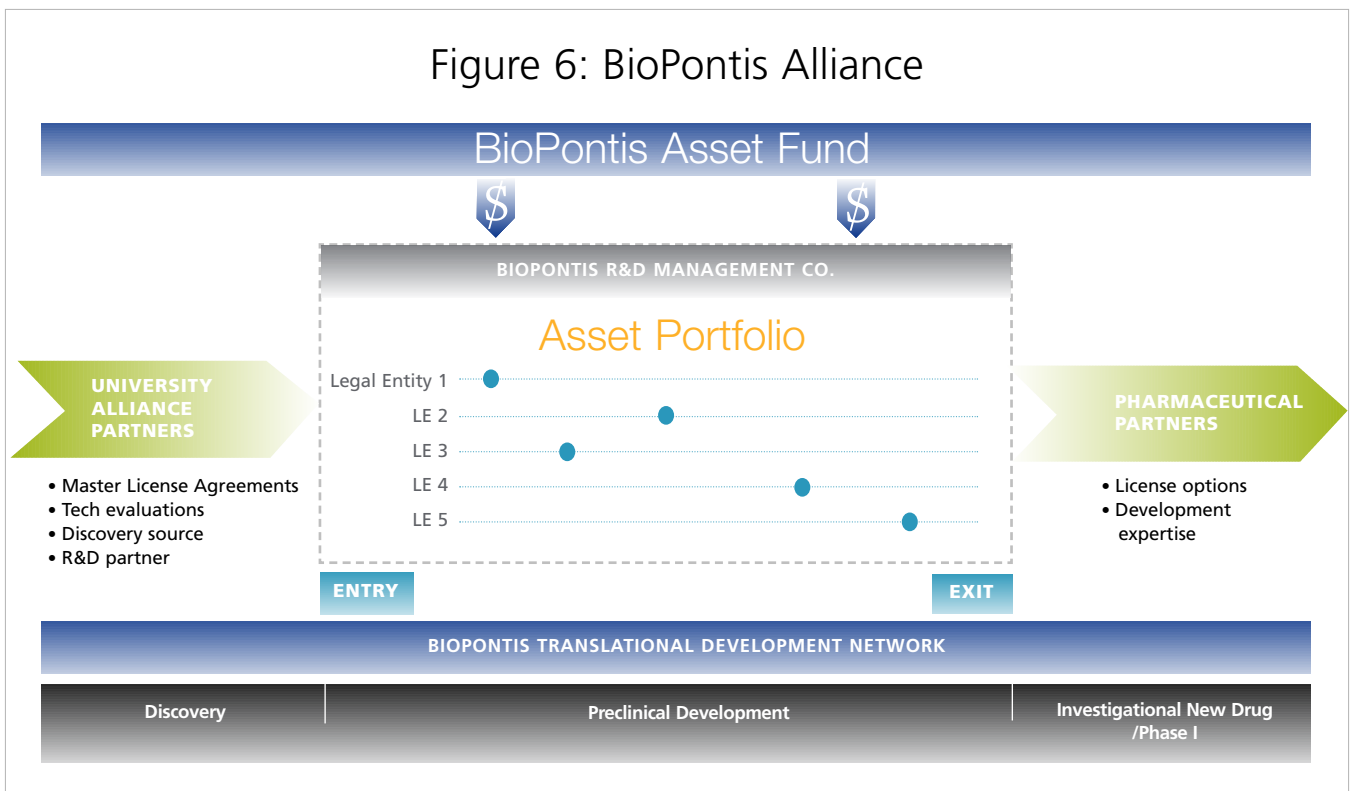 Figure 6: BioPontis Alliance
BioPontis Asset Fund
$ $
BIOPONTIS R&D MANAGEMENT CO.
Asset Portfolio
Legal Entity 1
LE 2
LE 3
LE 4
LE 5
UNIVERSITY
ALLIANCE
PARTNERS
• Master License Agreements
• Tech evaluations
• Discovery source
• R&D partner
PHARMACEUTICAL
PARTNERS
• License options
• Development
expertise
ENTRY
EXIT
BIOPONTIS TRANSLATIONAL DEVELOPMENT NETWORK
Discovery
Preclinical Development
Investigational New Drug
/Phase I